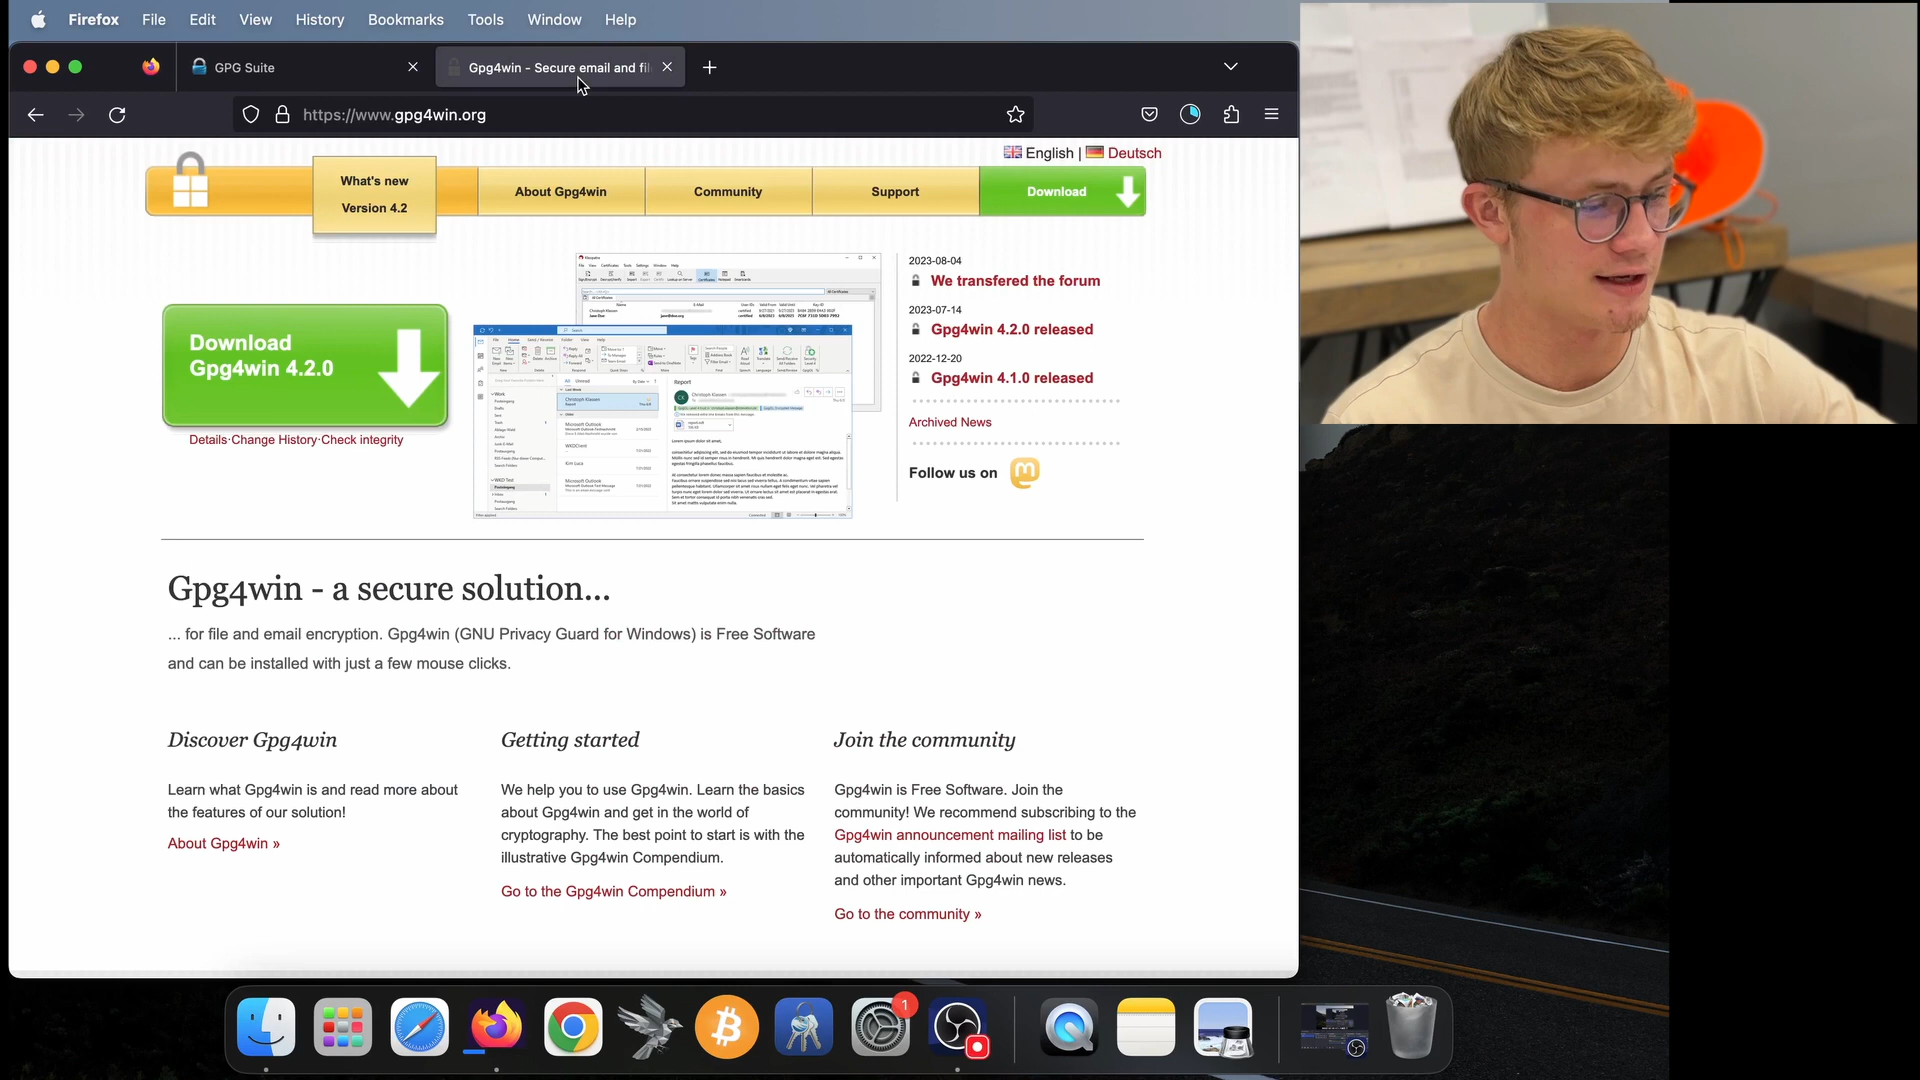 Firefox File Edit View History Bookmarks Tools Window Help
GPG Suite
Gpg4win - Secure email and fil
https://www.gpg4win.org
English | Deutsch
What's new
Version 4.2
About Gpg4win
Community
Support
Download
Download
Gpg4win 4.2.0
Details·Change History·Check integrity
Report
2023-08-04
We transfered the forum
2023-07-14
Gpg4win 4.2.0 released
2022-12-20
Gpg4win 4.1.0 released
Archived News
Follow us on
Gpg4win - a secure solution...
... for file and email encryption. Gpg4win (GNU Privacy Guard for Windows) is Free Software
and can be installed with just a few mouse clicks.
Discover Gpg4win
Learn what Gpg4win is and read more about
the features of our solution!
About Gpg4win »
Getting started
We help you to use Gpg4win. Learn the basics
about Gpg4win and get in the world of
cryptography. The best point to start is with the
illustrative Gpg4win Compendium.
Go to the Gpg4win Compendium »
Join the community
Gpg4win is Free Software. Join the
community! We recommend subscribing to the
Gpg4win announcement mailing list to be
automatically informed about new releases
and other important Gpg4win news.
Go to the community »
1